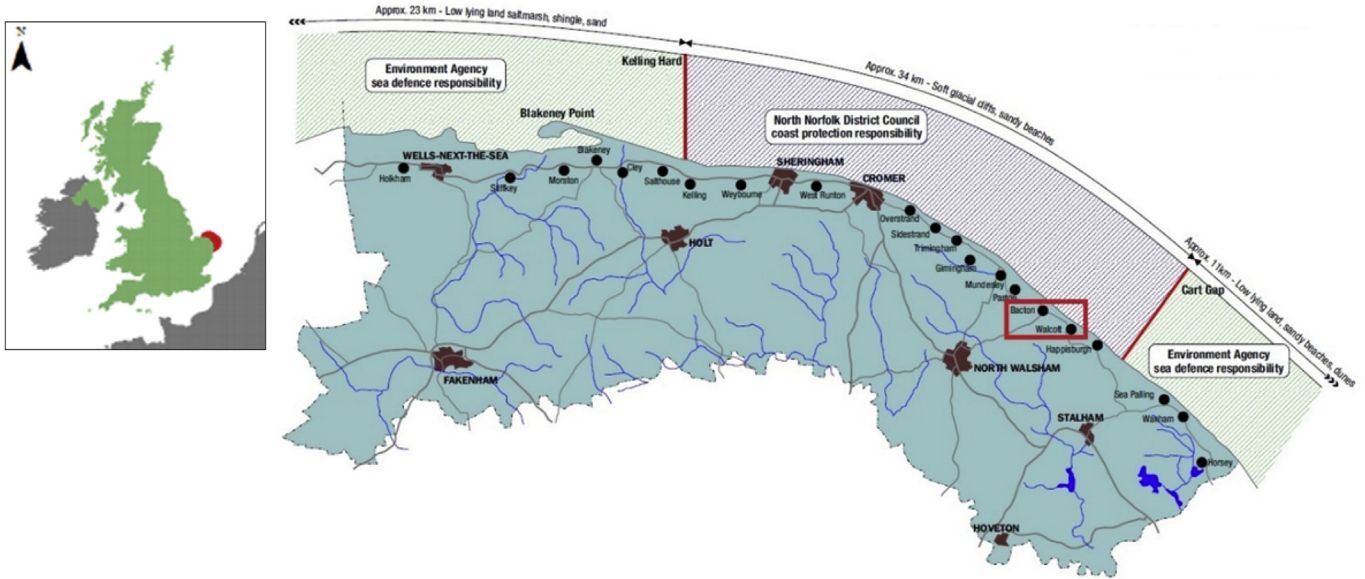 N
Approx. 23 km - Low lying land saltmarsh, shingle, sand
Kelling Hard
Environment Agency
sea defence responsibility
Approx. 34 km - Soft glacial cliffs, sandy beaches
North Norfolk District Council
coast protection responsibility
Blakeney Point
WELLS-NEXT-THE-SEA
Holkham
Stiffkey
Morston
Blakeney
Cley
Salthouse
Kelling
Weybourne
SHERINGHAM
West Runton
CROMER
Overstrand
Sidestrand
Trimingham
Gimingham
Mundesley
Paston
Bacton
Walcott
Happisburgh
HOLT
Approx. 11km - Low lying land, sandy beaches, dunes
Cart Gap
Environment Agency
sea defence responsibility
FAKENHAM
NORTH WALSHAM
Sea Palling
Waxham
STALHAM
Horsey
HOVETON